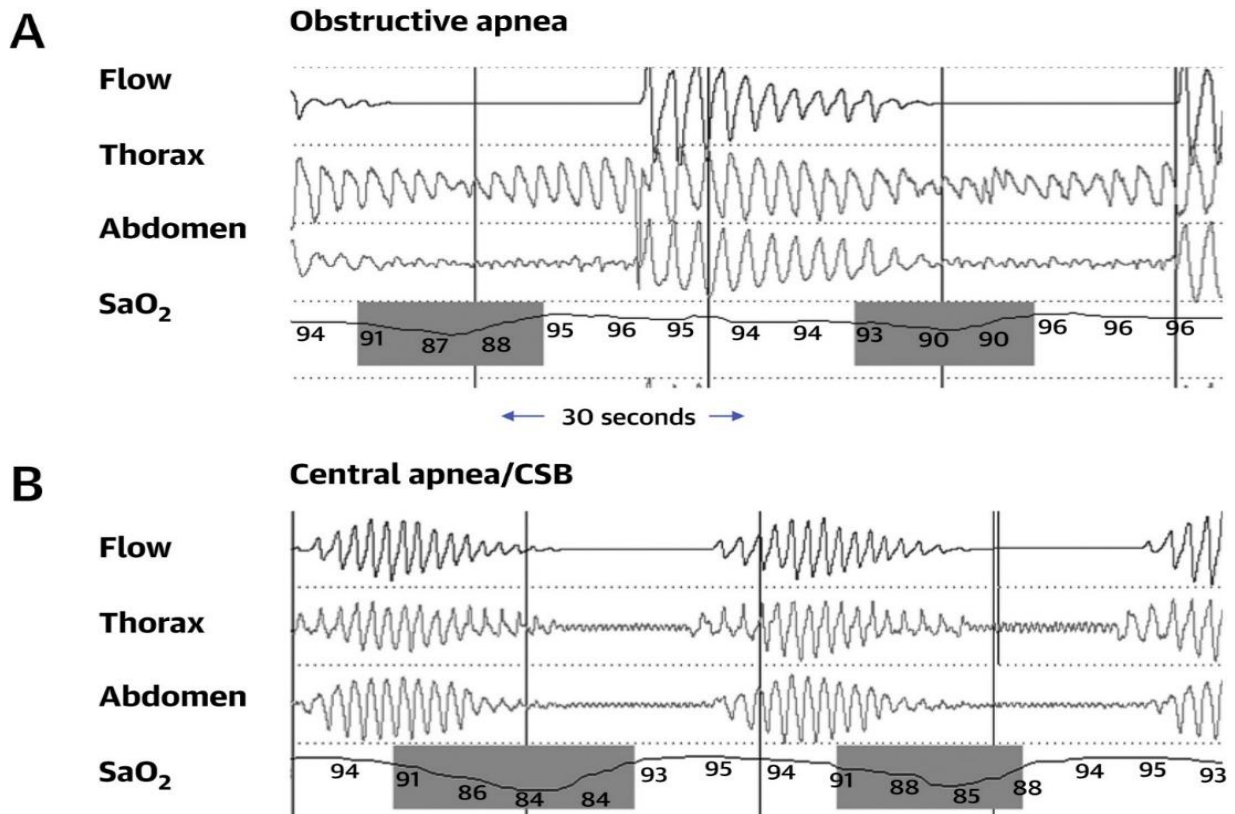 A
Obstructive apnea
Flow
Thorax
Abdomen
SaO₂
94 91 87 88 95 96 95 94 94 93 90 90 96 96 96
30 seconds
B
Central apnea/CSB
Flow
Thorax
Abdomen
SaO₂
94 91 86 84 84 93 95 94 91 88 85 88 94 95 93